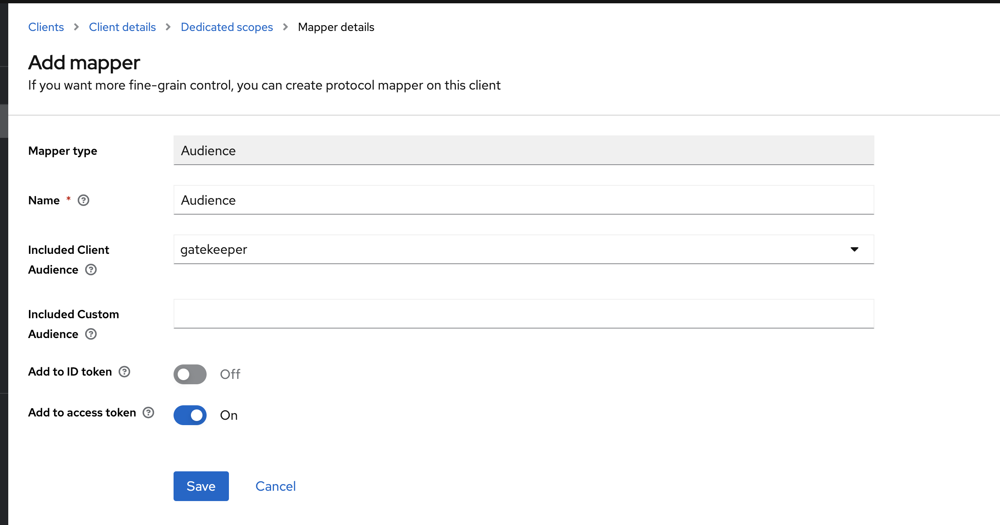 Clients > Client details > Dedicated scopes > Mapper details
Add mapper
If you want more fine-grain control, you can create protocol mapper on this client
Mapper type
Audience
Name *
Audience
Included Client
Audience
gatekeeper
Included Custom
Audience
Add to ID token
Off
Add to access token
On
Save
Cancel